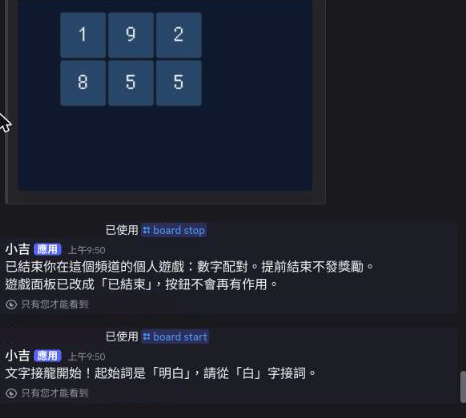 1 9 2
8 5 5
已使用 board stop
小吉 應用 上午9:50
已結束你在這個頻道的個人遊戲：數字配對。提前結束不發獎勵。
遊戲面板已改成「已結束」，按鈕不會再有作用。
只有您才能看到
已使用 board start
小吉 應用 上午9:50
文字接龍開始！起始詞是「明白」，請從「白」字接詞。
只有您才能看到